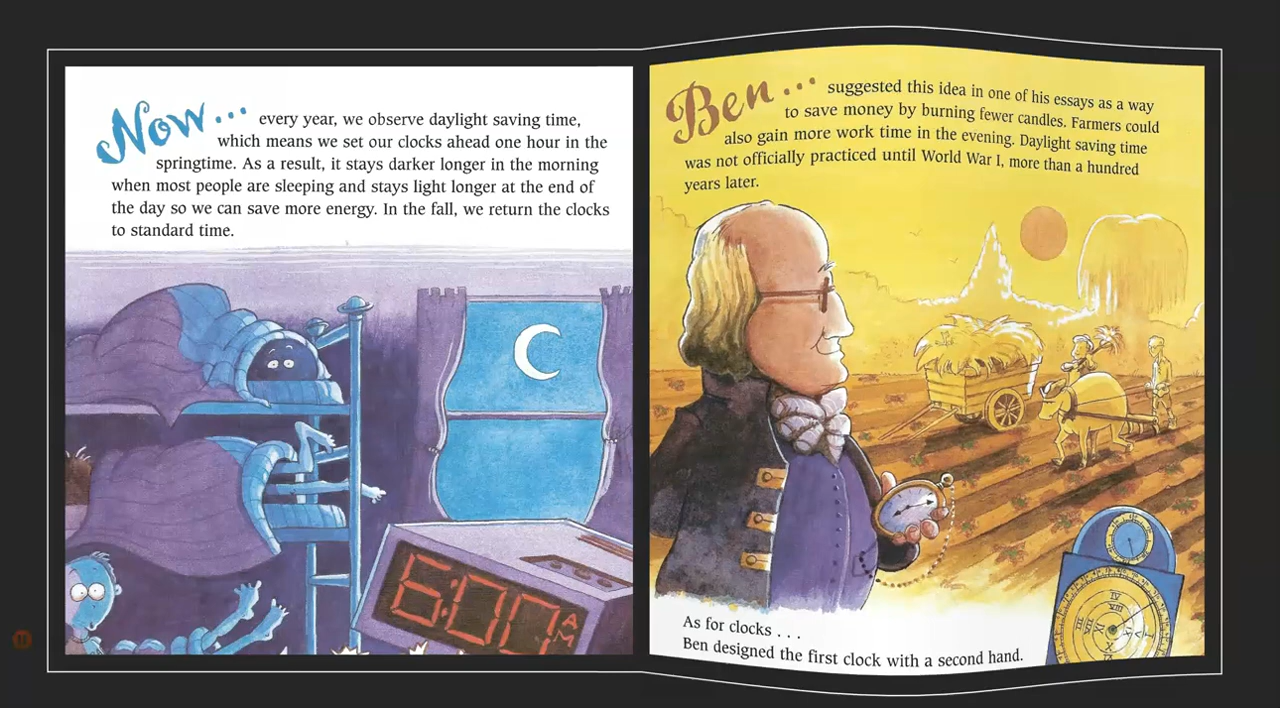 Now... every year, we observe daylight saving time,
which means we set our clocks ahead one hour in the
springtime. As a result, it stays darker longer in the morning
when most people are sleeping and stays light longer at the end of
the day so we can save more energy. In the fall, we return the clocks
to standard time.
6:00 AM
Ben... suggested this idea in one of his essays as a way
to save money by burning fewer candles. Farmers could
also gain more work time in the evening. Daylight saving time
was not officially practiced until World War I, more than a hundred
years later.
As for clocks . . .
Ben designed the first clock with a second hand.